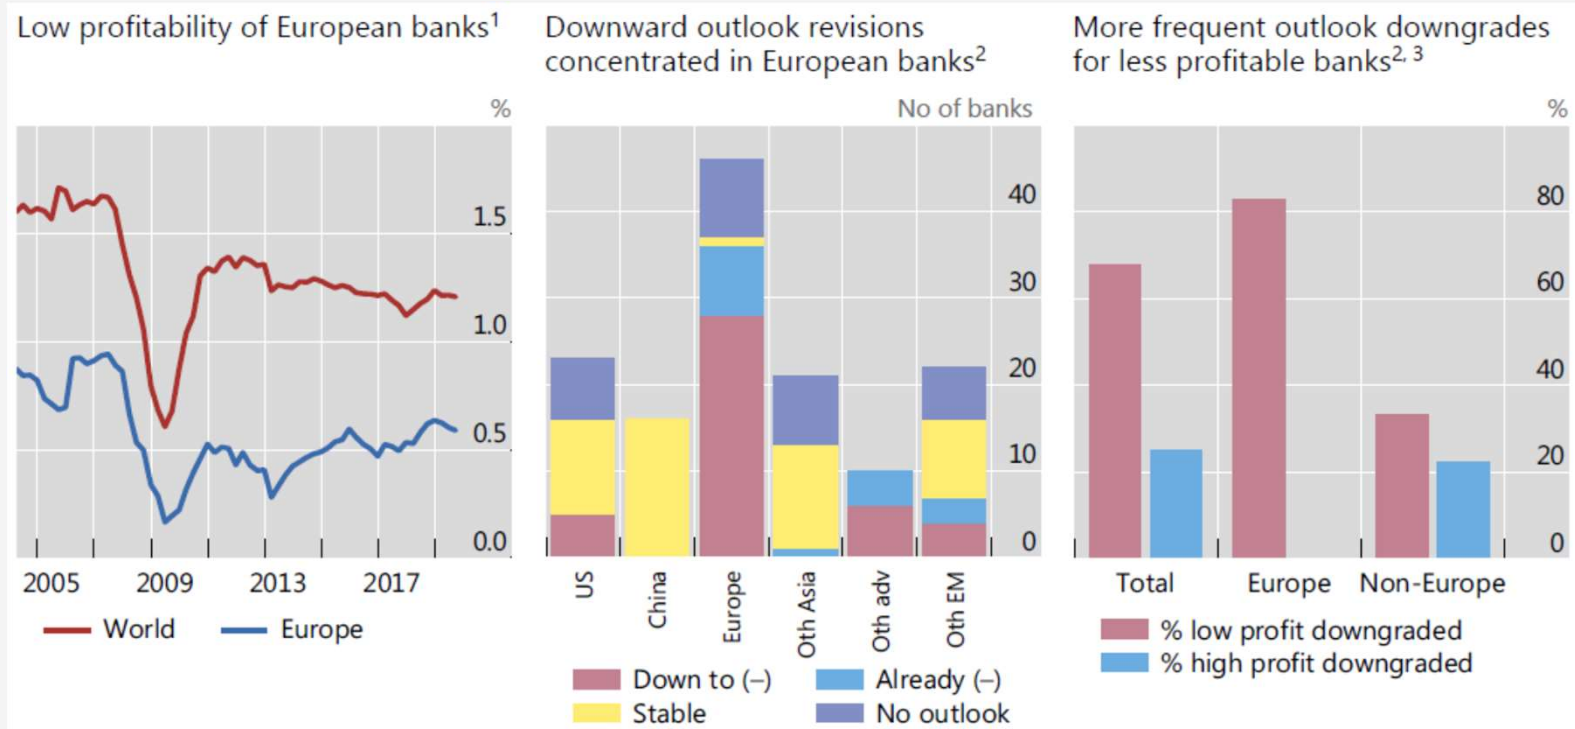 Low profitability of European banks¹
%
1.5
1.0
0.5
0.0
2005 2009 2013 2017
World Europe
Downward outlook revisions
concentrated in European banks²
No of banks
40
30
20
10
0
US China Europe Oth Asia Oth adv Oth EM
Down to (–) Already (–)
Stable No outlook
More frequent outlook downgrades
for less profitable banks²,³
%
80
60
40
20
0
Total Europe Non-Europe
% low profit downgraded
% high profit downgraded